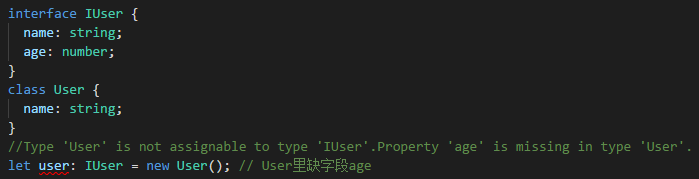 interface IUser {
  name: string;
  age: number;
}
class User {
  name: string;
}
//Type 'User' is not assignable to type 'IUser'.Property 'age' is missing in type 'User'.
let user: IUser = new User(); // User里缺字段age